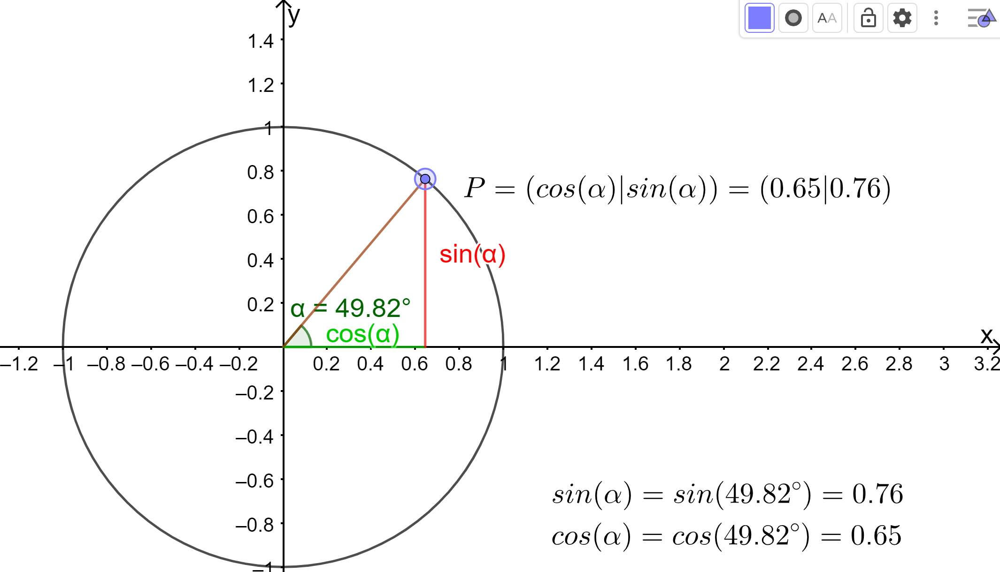 y
AA
1.4
1.2
1
0.8
P = (cos(α)|sin(α)) = (0.65|0.76)
0.6
sin(α)
0.4
0.2
α = 49.82°
cos(α)
x
–1.2 –1 –0.8 –0.6 –0.4 –0.2 0.2 0.4 0.6 0.8 1 1.2 1.4 1.6 1.8 2 2.2 2.4 2.6 2.8 3 3.2
–0.2
–0.4
–0.6
sin(α) = sin(49.82°) = 0.76
–0.8
cos(α) = cos(49.82°) = 0.65
–1